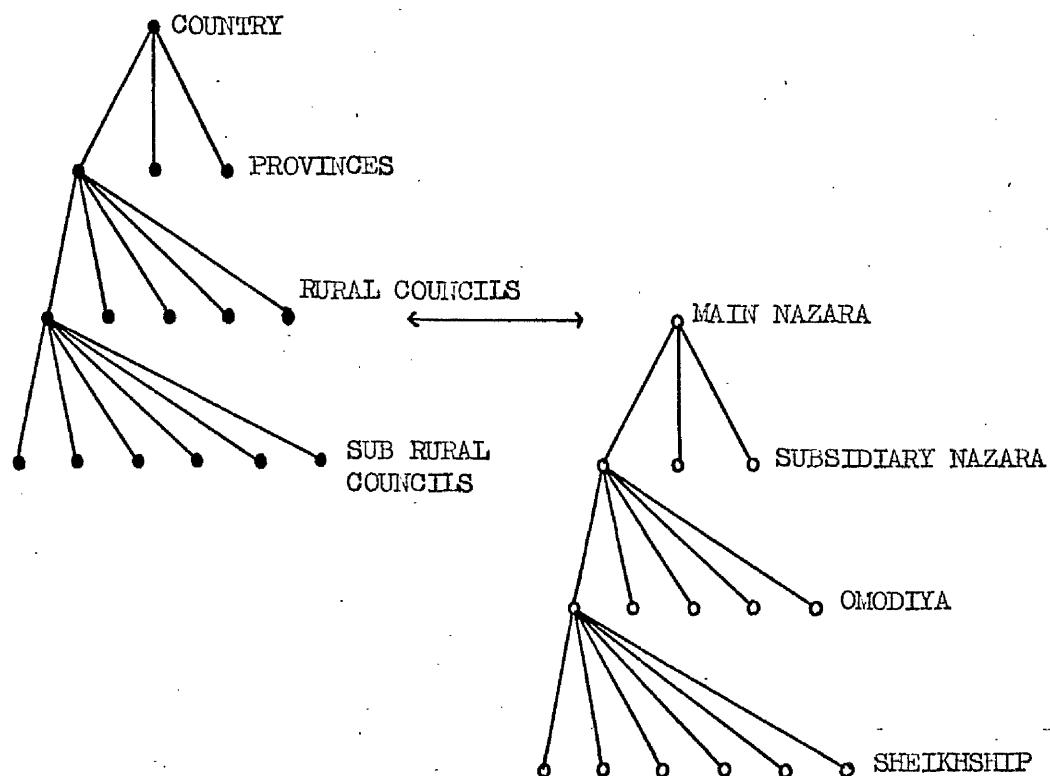 COUNTRY
PROVINCES
RURAL COUNCILS
MAIN NAZARA
SUB RURAL
COUNCILS
SUBSIDIARY NAZARA
OMODIYA
SHEIKHSHIP